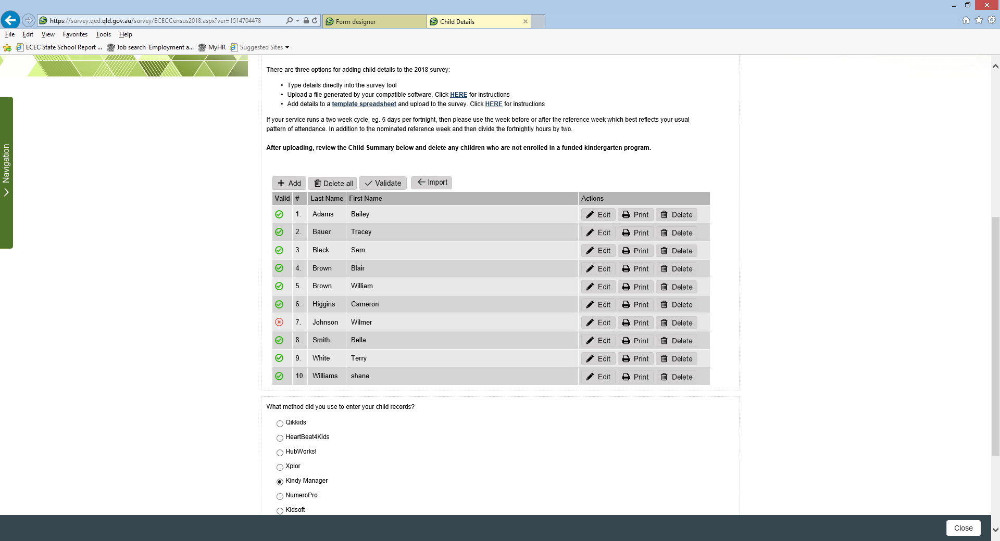 https://survey.qed.qld.gov.au/survey/ECECCensus2018.aspx?ver=1514704478
Form designer
Child Details
File Edit View Favorites Tools Help
ECEC State School Report ... Job search Employment a... MyHR Suggested Sites
Navigation
There are three options for adding child details to the 2018 survey:
• Type details directly into the survey tool
• Upload a file generated by your compatible software. Click HERE for instructions
• Add details to a template spreadsheet and upload to the survey. Click HERE for instructions
If your service runs a two week cycle, eg. 5 days per fortnight, then please use the week before or after the reference week which best reflects your usual
pattern of attendance. In addition to the nominated reference week and then divide the fortnightly hours by two.
After uploading, review the Child Summary below and delete any children who are not enrolled in a funded kindergarten program.
Add Delete all Validate Import
Valid # Last Name First Name Actions
1. Adams Bailey Edit Print Delete
2. Bauer Tracey Edit Print Delete
3. Black Sam Edit Print Delete
4. Brown Blair Edit Print Delete
5. Brown William Edit Print Delete
6. Higgins Cameron Edit Print Delete
7. Johnson Wilmer Edit Print Delete
8. Smith Bella Edit Print Delete
9. White Terry Edit Print Delete
10. Williams shane Edit Print Delete
What method did you use to enter your child records?
Qikkids
HeartBeat4Kids
HubWorks!
Xplor
Kindy Manager
NumeroPro
Kidsoft
Close